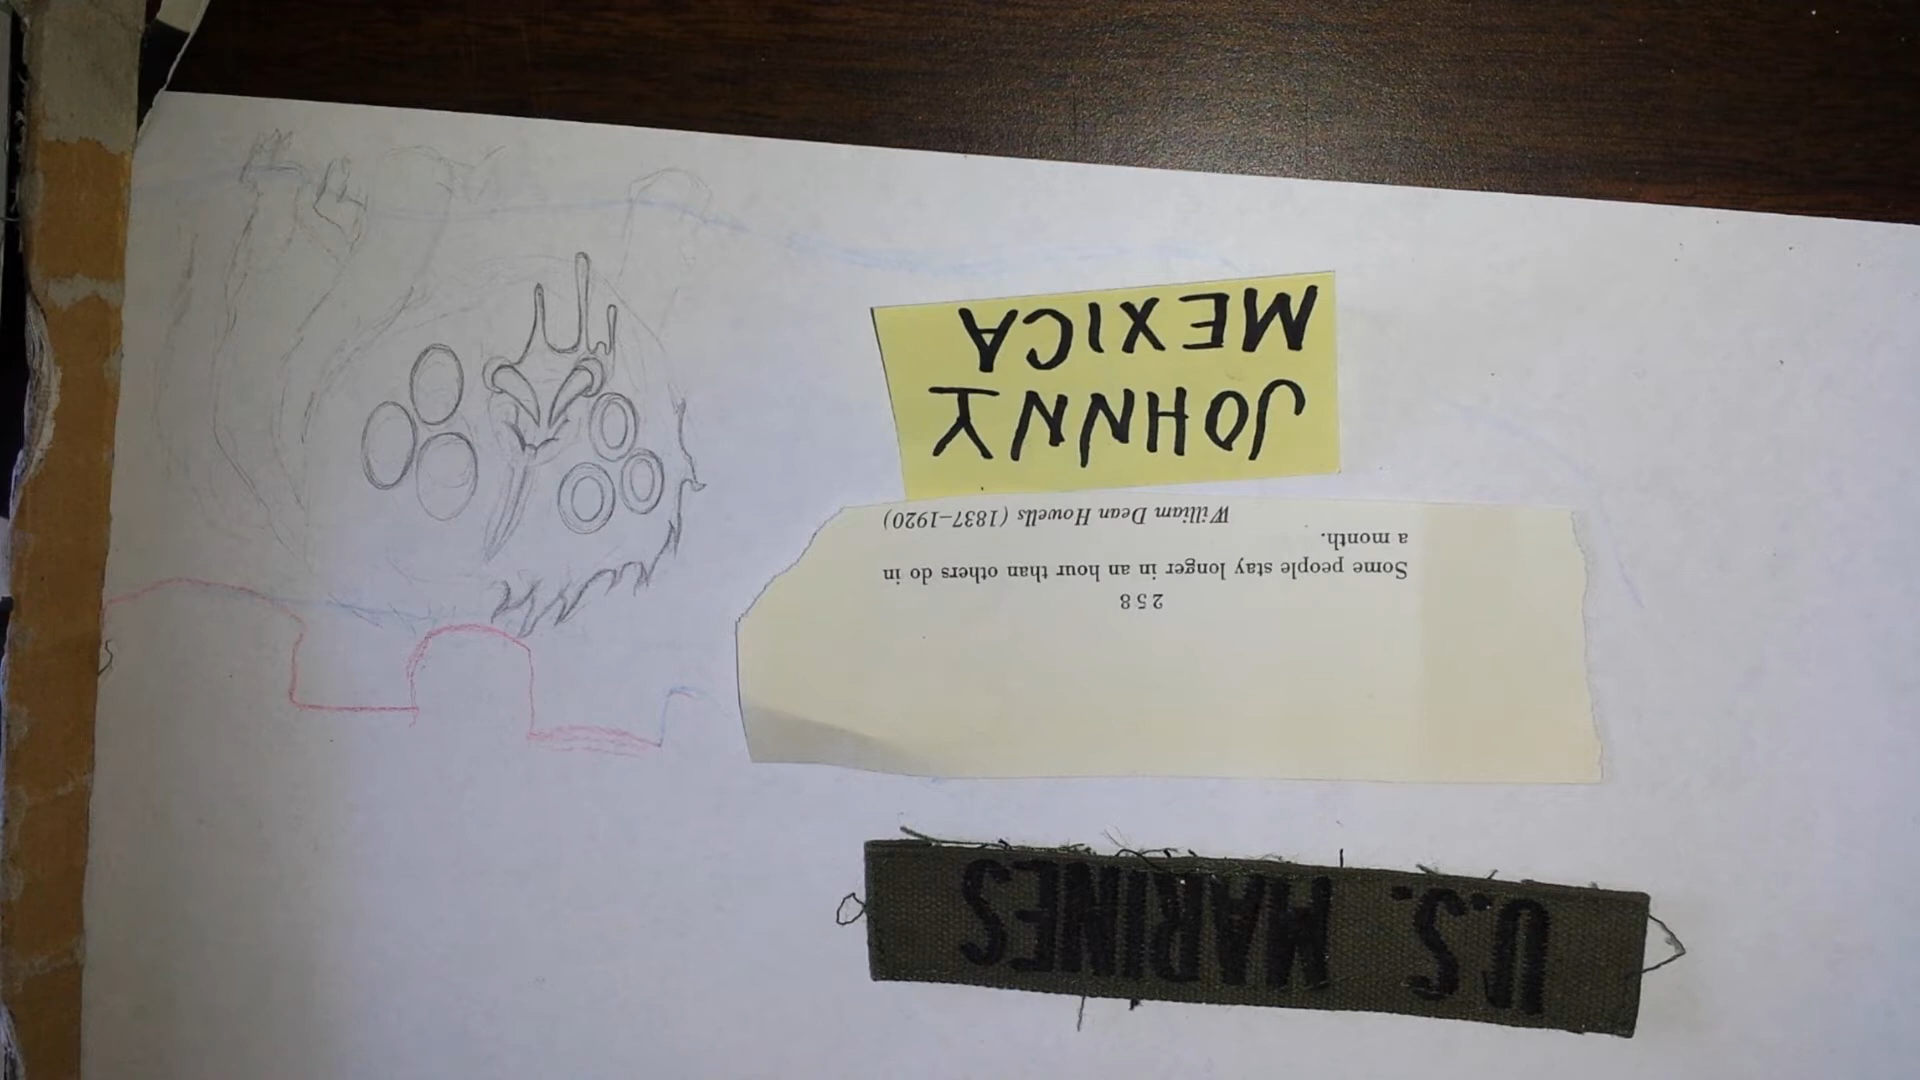 U.S. MARINES
258
Some people stay longer in an hour than others do in
a month.
William Dean Howells (1837–1920)
JOHNNY
MEXICA